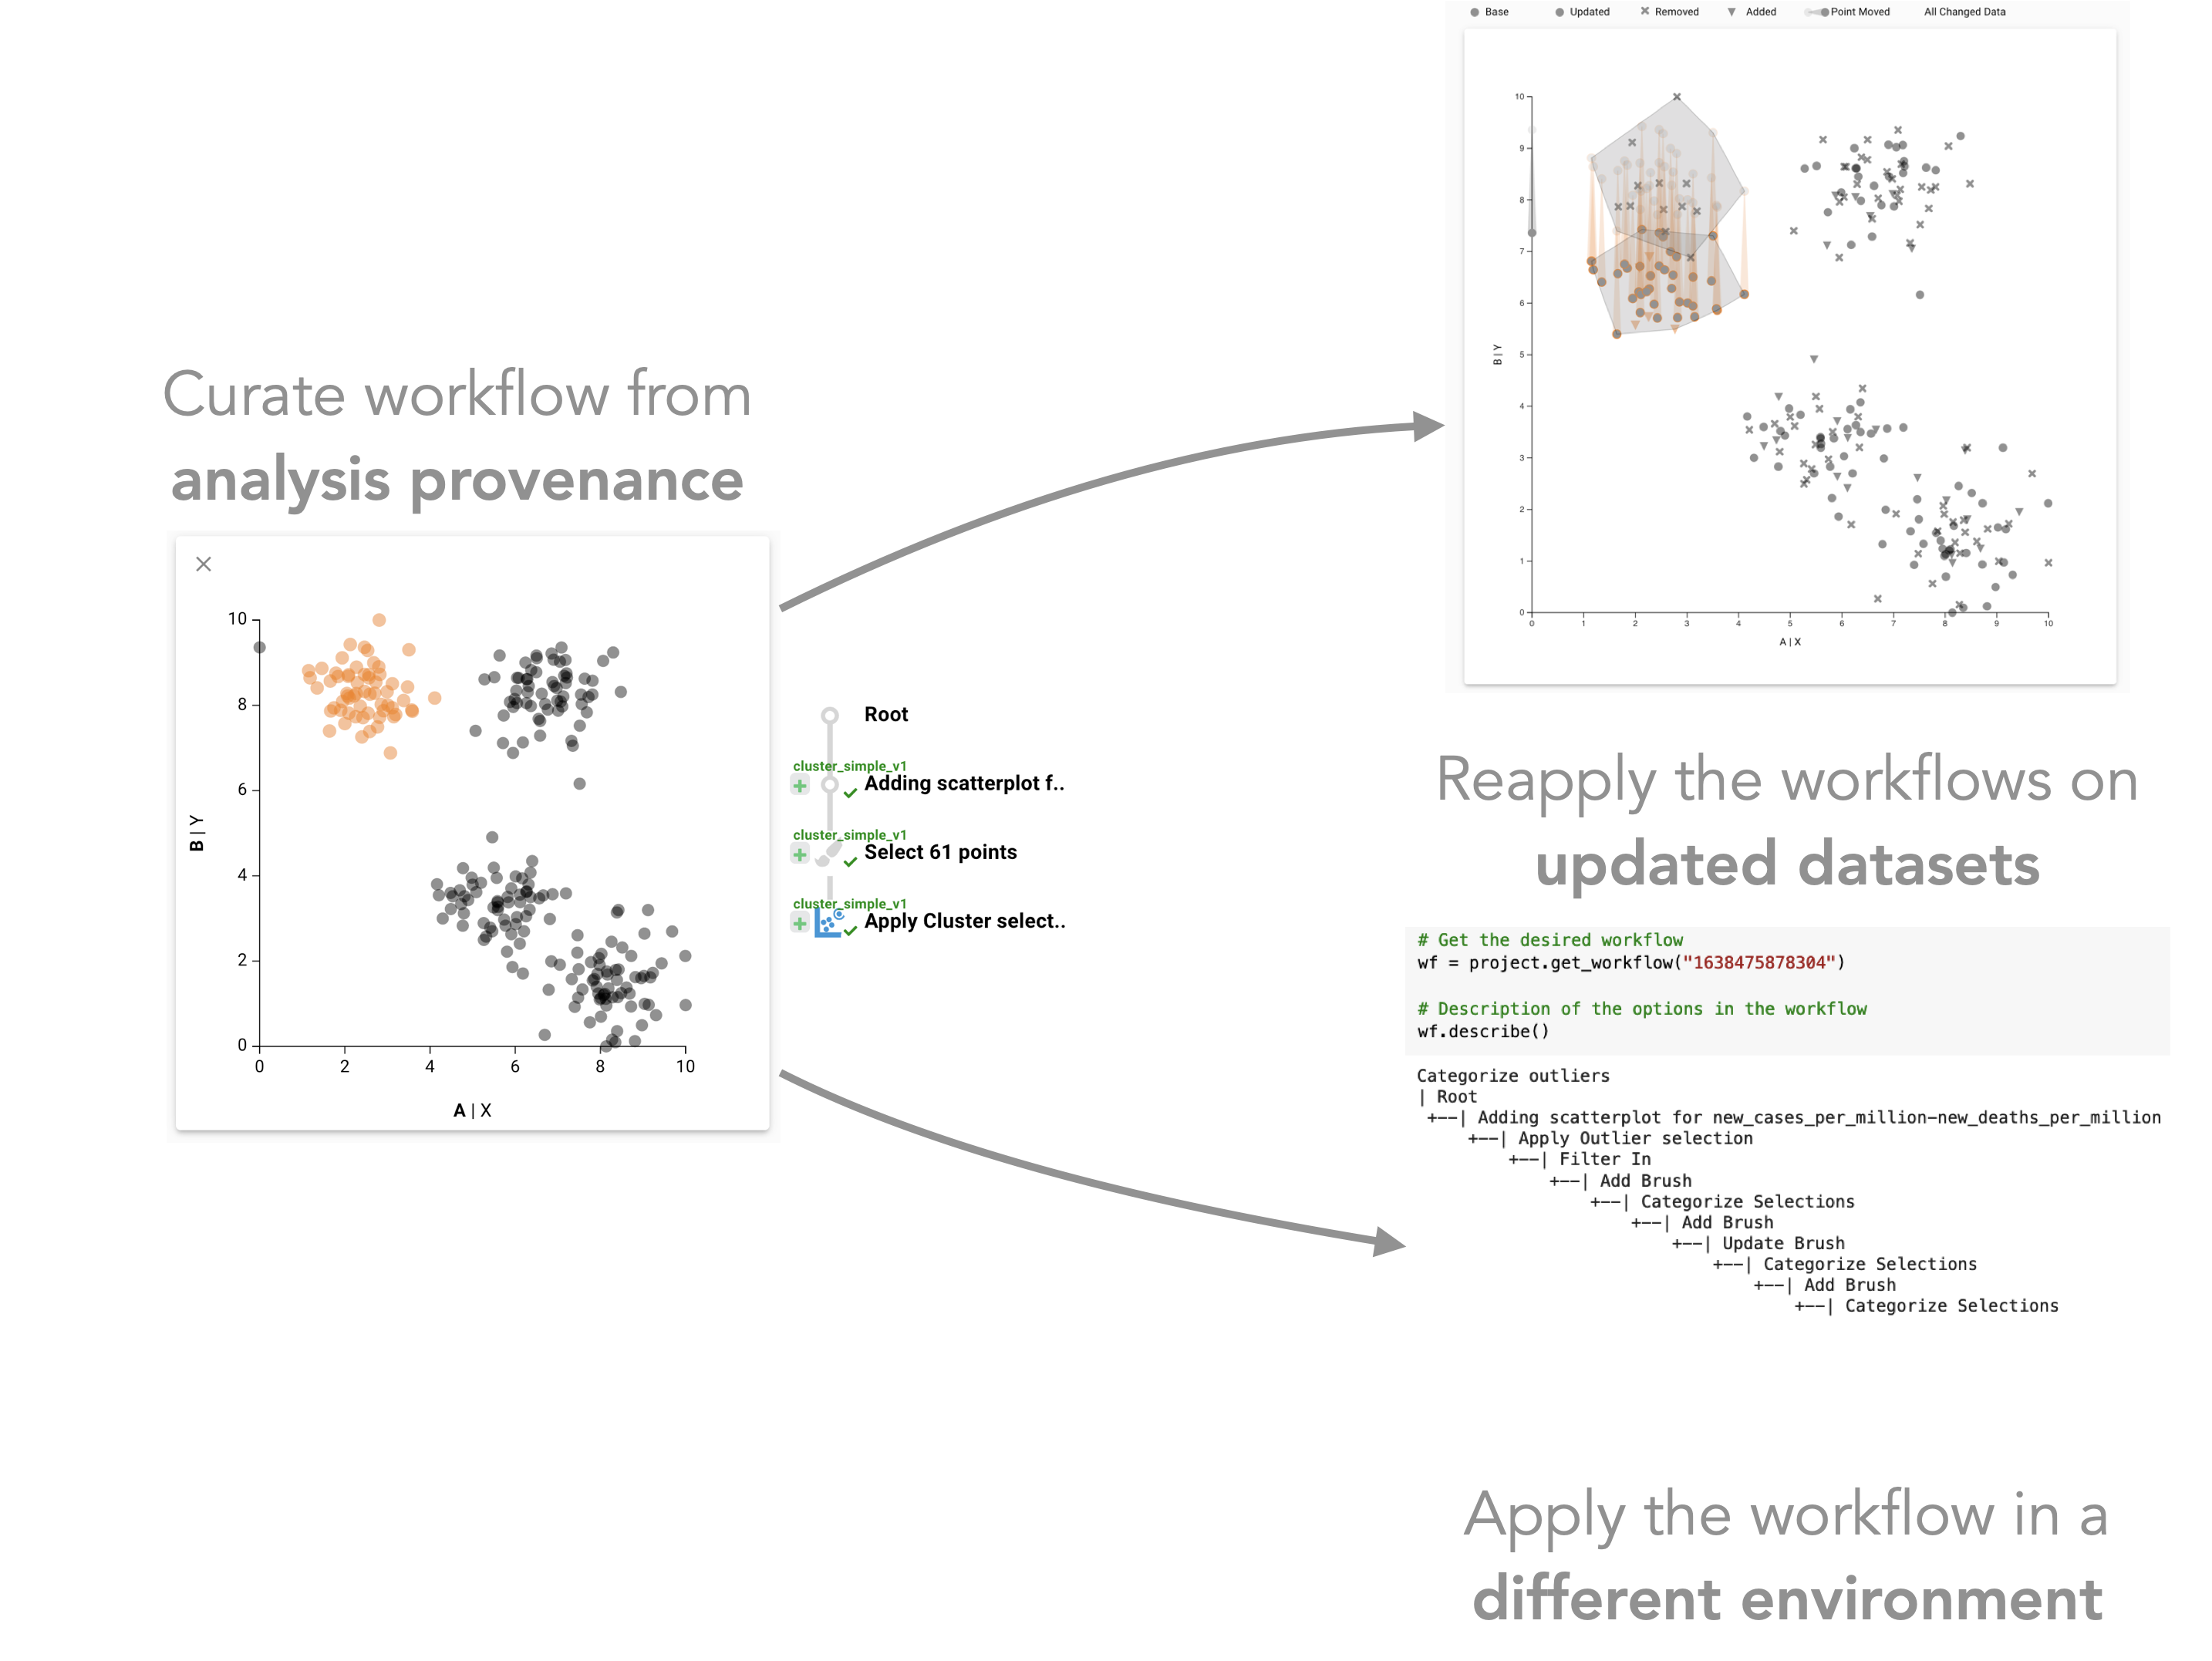 Curate workflow from
analysis provenance
10
8
6
4
2
0
0 2 4 6 8 10
B | Y
A | X
Root
cluster_simple_v1
Adding scatterplot f..
cluster_simple_v1
Select 61 points
cluster_simple_v1
Apply Cluster select..
Base Updated Removed Added Point Moved All Changed Data
10
9
8
7
6
5
4
3
2
1
0
0 1 2 3 4 5 6 7 8 9 10
B | Y
A | X
Reapply the workflows on
updated datasets
# Get the desired workflow
wf = project.get_workflow("1638475878304")
# Description of the options in the workflow
wf.describe()
Categorize outliers
| Root
+--| Adding scatterplot for new_cases_per_million-new_deaths_per_million
+--| Apply Outlier selection
+--| Filter In
+--| Add Brush
+--| Categorize Selections
+--| Add Brush
+--| Update Brush
+--| Categorize Selections
+--| Add Brush
+--| Categorize Selections
Apply the workflow in a
different environment